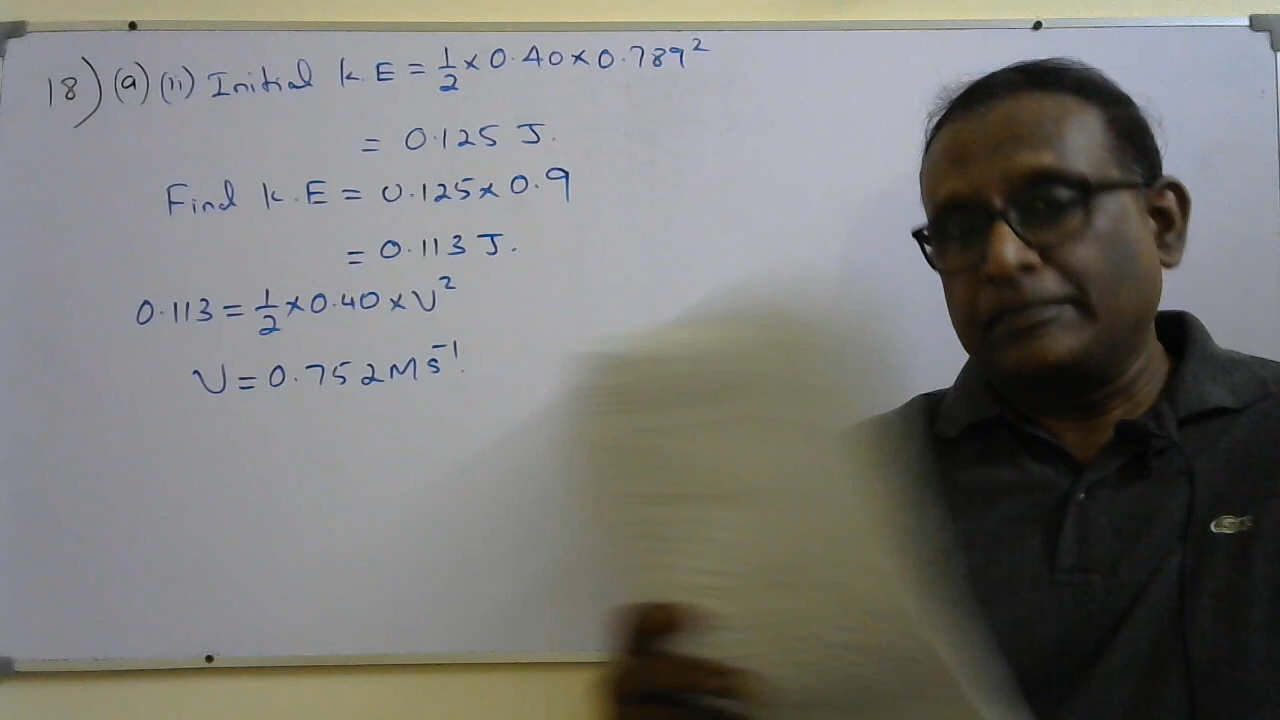 18) (a) (ii) Initial K.E = 1/2 × 0.40 × 0.789²
= 0.125 J.
Find K.E = 0.125 × 0.9
= 0.113 J.
0.113 = 1/2 × 0.40 × V²
V = 0.752 Ms⁻¹.